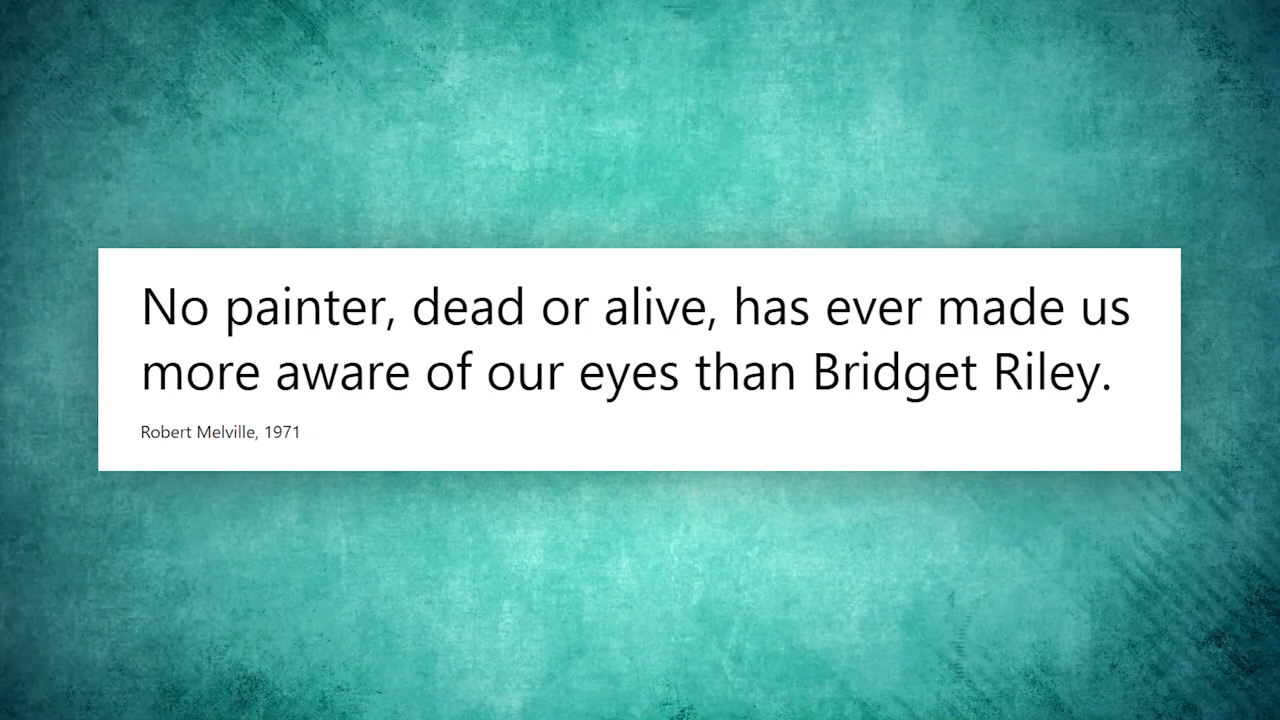 No painter, dead or alive, has ever made us
more aware of our eyes than Bridget Riley.
Robert Melville, 1971